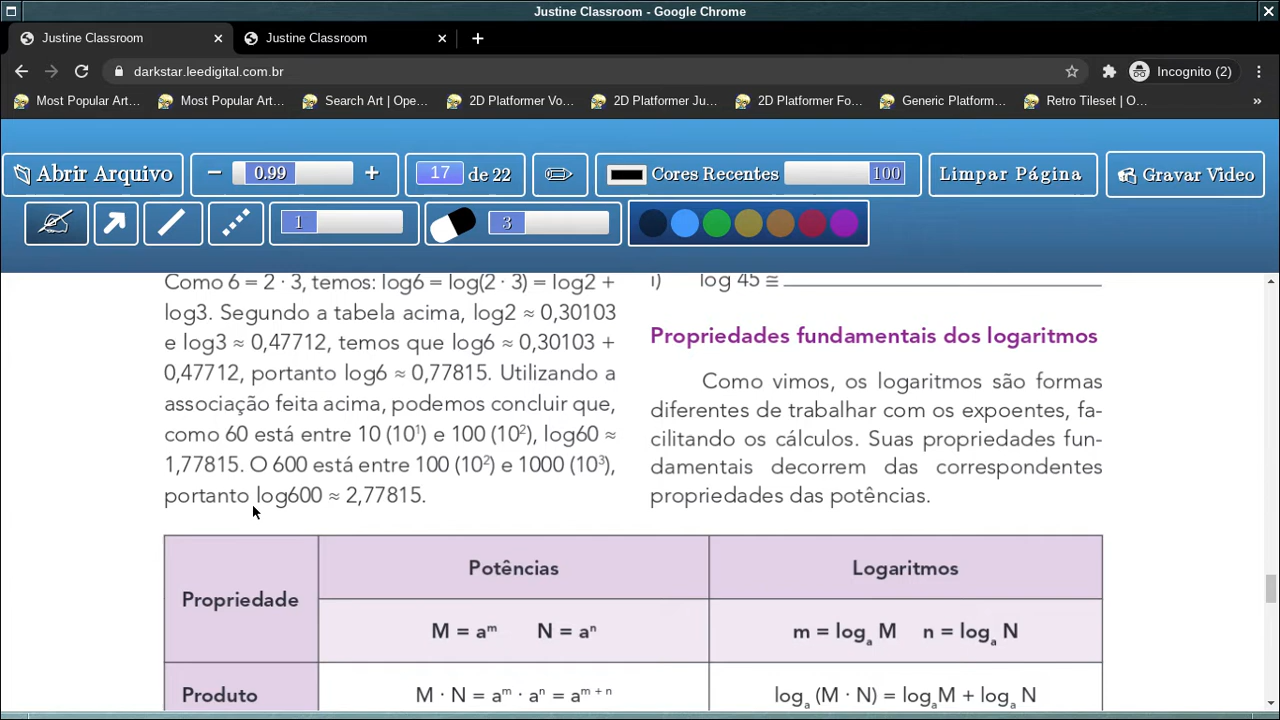 Justine Classroom - Google Chrome
Justine Classroom
Justine Classroom
darkstar.leedigital.com.br
Incognito (2)
Most Popular Art...
Most Popular Art...
Search Art | Ope...
2D Platformer Vo...
2D Platformer Ju...
2D Platformer Fo...
Generic Platform...
Retro Tileset | O...
Abrir Arquivo
− 0.99 +
17 de 22
Cores Recentes 100
Limpar Página
Gravar Video
1
3
Como 6 = 2 · 3, temos: log6 = log(2 · 3) = log2 +
log3. Segundo a tabela acima, log2 ≈ 0,30103
e log3 ≈ 0,47712, temos que log6 ≈ 0,30103 +
0,47712, portanto log6 ≈ 0,77815. Utilizando a
associação feita acima, podemos concluir que,
como 60 está entre 10 (10¹) e 100 (10²), log60 ≈
1,77815. O 600 está entre 100 (10²) e 1000 (10³),
portanto log600 ≈ 2,77815.
i) log 45 ≅
Propriedades fundamentais dos logaritmos
Como vimos, os logaritmos são formas
diferentes de trabalhar com os expoentes, fa-
cilitando os cálculos. Suas propriedades fun-
damentais decorrem das correspondentes
propriedades das potências.
Propriedade
Potências
Logaritmos
M = aᵐ N = aⁿ
m = logₐ M n = logₐ N
Produto
M · N = aᵐ · aⁿ = aᵐ ⁺ ⁿ
logₐ (M · N) = logₐM + logₐ N